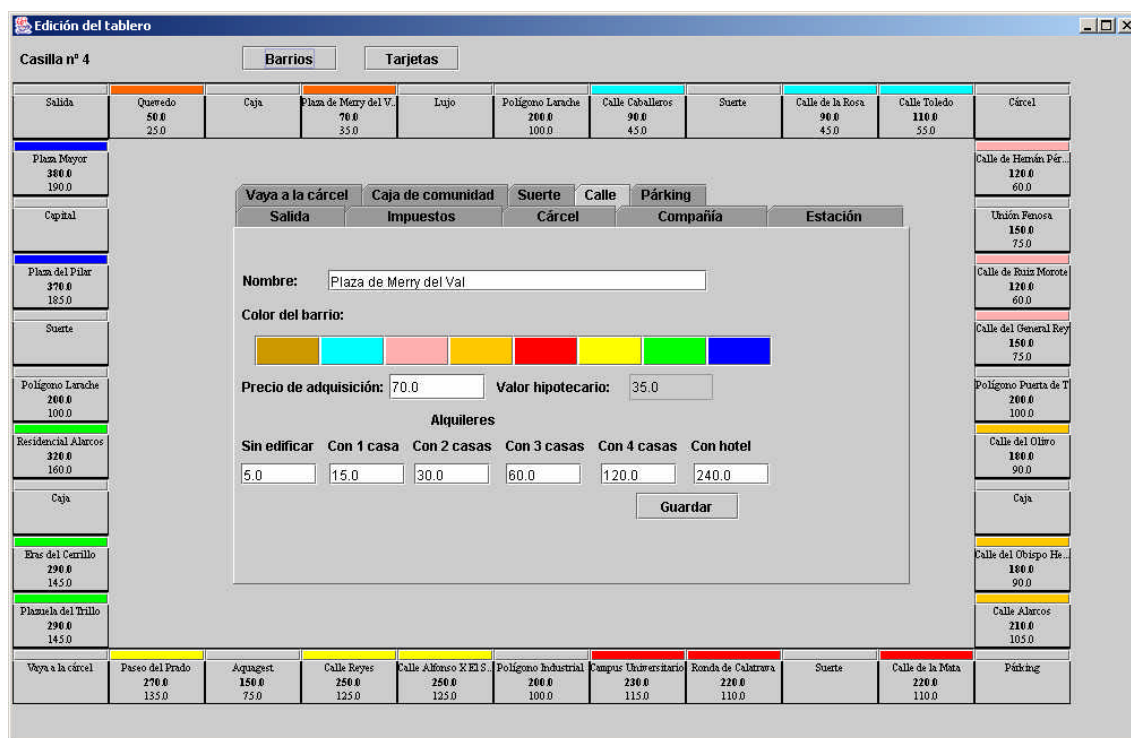 Edición del tablero
Casilla nº 4
Barrios
Tarjetas
Salida
Quevedo
50.0
25.0
Caja
Plaza de Merry del V...
70.0
35.0
Lujo
Polígono Larache
200.0
100.0
Calle Caballeros
90.0
45.0
Suerte
Calle de la Rosa
90.0
45.0
Calle Toledo
110.0
55.0
Cárcel
Plaza Mayor
380.0
190.0
Capital
Plaza del Pilar
370.0
185.0
Suerte
Polígono Larache
200.0
100.0
Residencial Alarcos
320.0
160.0
Caja
Eras del Cerrillo
290.0
145.0
Plazuela del Trillo
290.0
145.0
Vaya a la cárcel
Caja de comunidad
Suerte
Calle
Párking
Salida
Impuestos
Cárcel
Compañía
Estación
Nombre:
Plaza de Merry del Val
Color del barrio:
Precio de adquisición:
70.0
Valor hipotecario:
35.0
Alquileres
Sin edificar
Con 1 casa
Con 2 casas
Con 3 casas
Con 4 casas
Con hotel
5.0
15.0
30.0
60.0
120.0
240.0
Guardar
Calle de Hernán Pér...
120.0
60.0
Unión Fenosa
150.0
75.0
Calle de Ruiz Morote
120.0
60.0
Calle del General Rey
150.0
75.0
Polígono Puerta de T
200.0
100.0
Calle del Olivo
180.0
90.0
Caja
Calle del Obispo He...
180.0
90.0
Calle Alarcos
210.0
105.0
Vaya a la cárcel
Paseo del Prado
270.0
135.0
Aquagest
150.0
75.0
Calle Reyes
250.0
125.0
Calle Alfonso X El S...
250.0
125.0
Polígono Industrial
200.0
100.0
Campus Universitario
230.0
115.0
Ronda de Calatrava
220.0
110.0
Suerte
Calle de la Mata
220.0
110.0
Párking